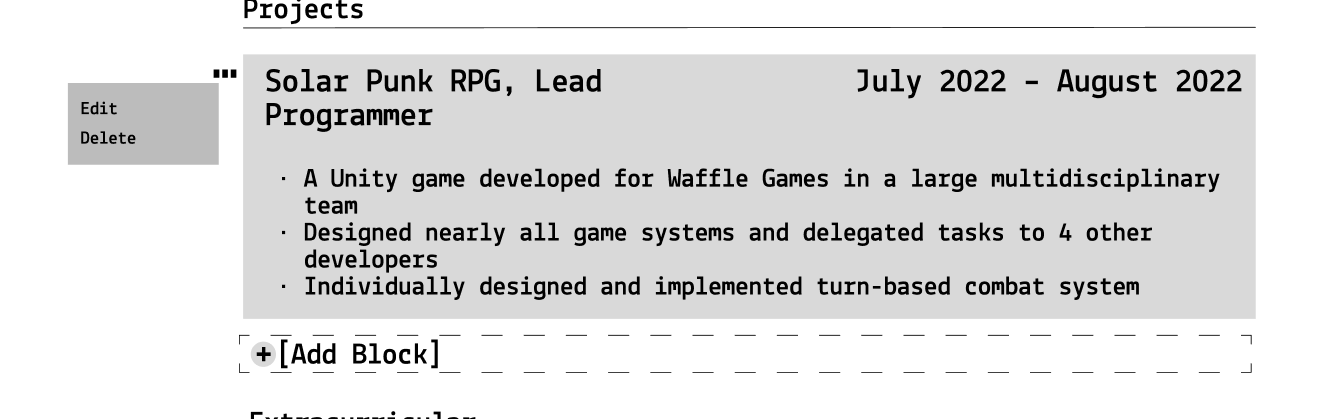 Projects
Solar Punk RPG, Lead Programmer
July 2022 – August 2022
Edit
Delete
· A Unity game developed for Waffle Games in a large multidisciplinary
team
· Designed nearly all game systems and delegated tasks to 4 other
developers
· Individually designed and implemented turn-based combat system
+[Add Block]
Extracurricular